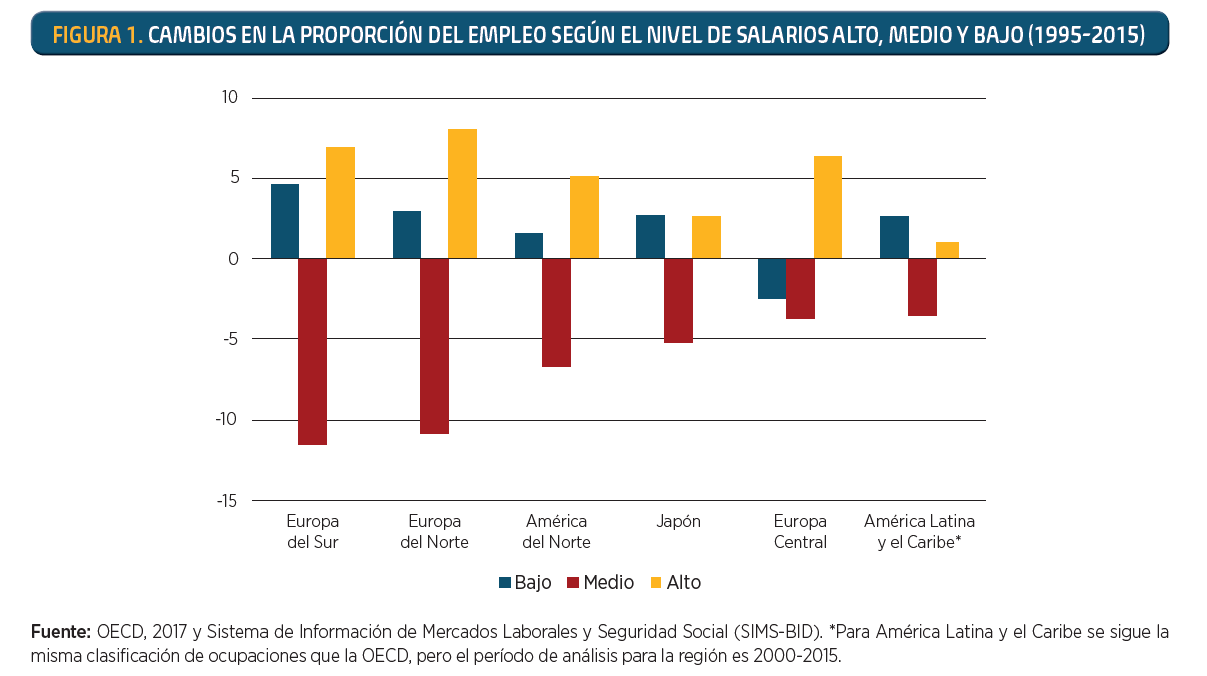 FIGURA 1. CAMBIOS EN LA PROPORCIÓN DEL EMPLEO SEGÚN EL NIVEL DE SALARIOS ALTO, MEDIO Y BAJO (1995-2015)
10
5
0
-5
-10
-15
Europa
del Sur
Europa
del Norte
América
del Norte
Japón
Europa
Central
América Latina
y el Caribe*
Bajo Medio Alto
Fuente: OECD, 2017 y Sistema de Información de Mercados Laborales y Seguridad Social (SIMS-BID). *Para América Latina y el Caribe se sigue la
misma clasificación de ocupaciones que la OECD, pero el período de análisis para la región es 2000-2015.